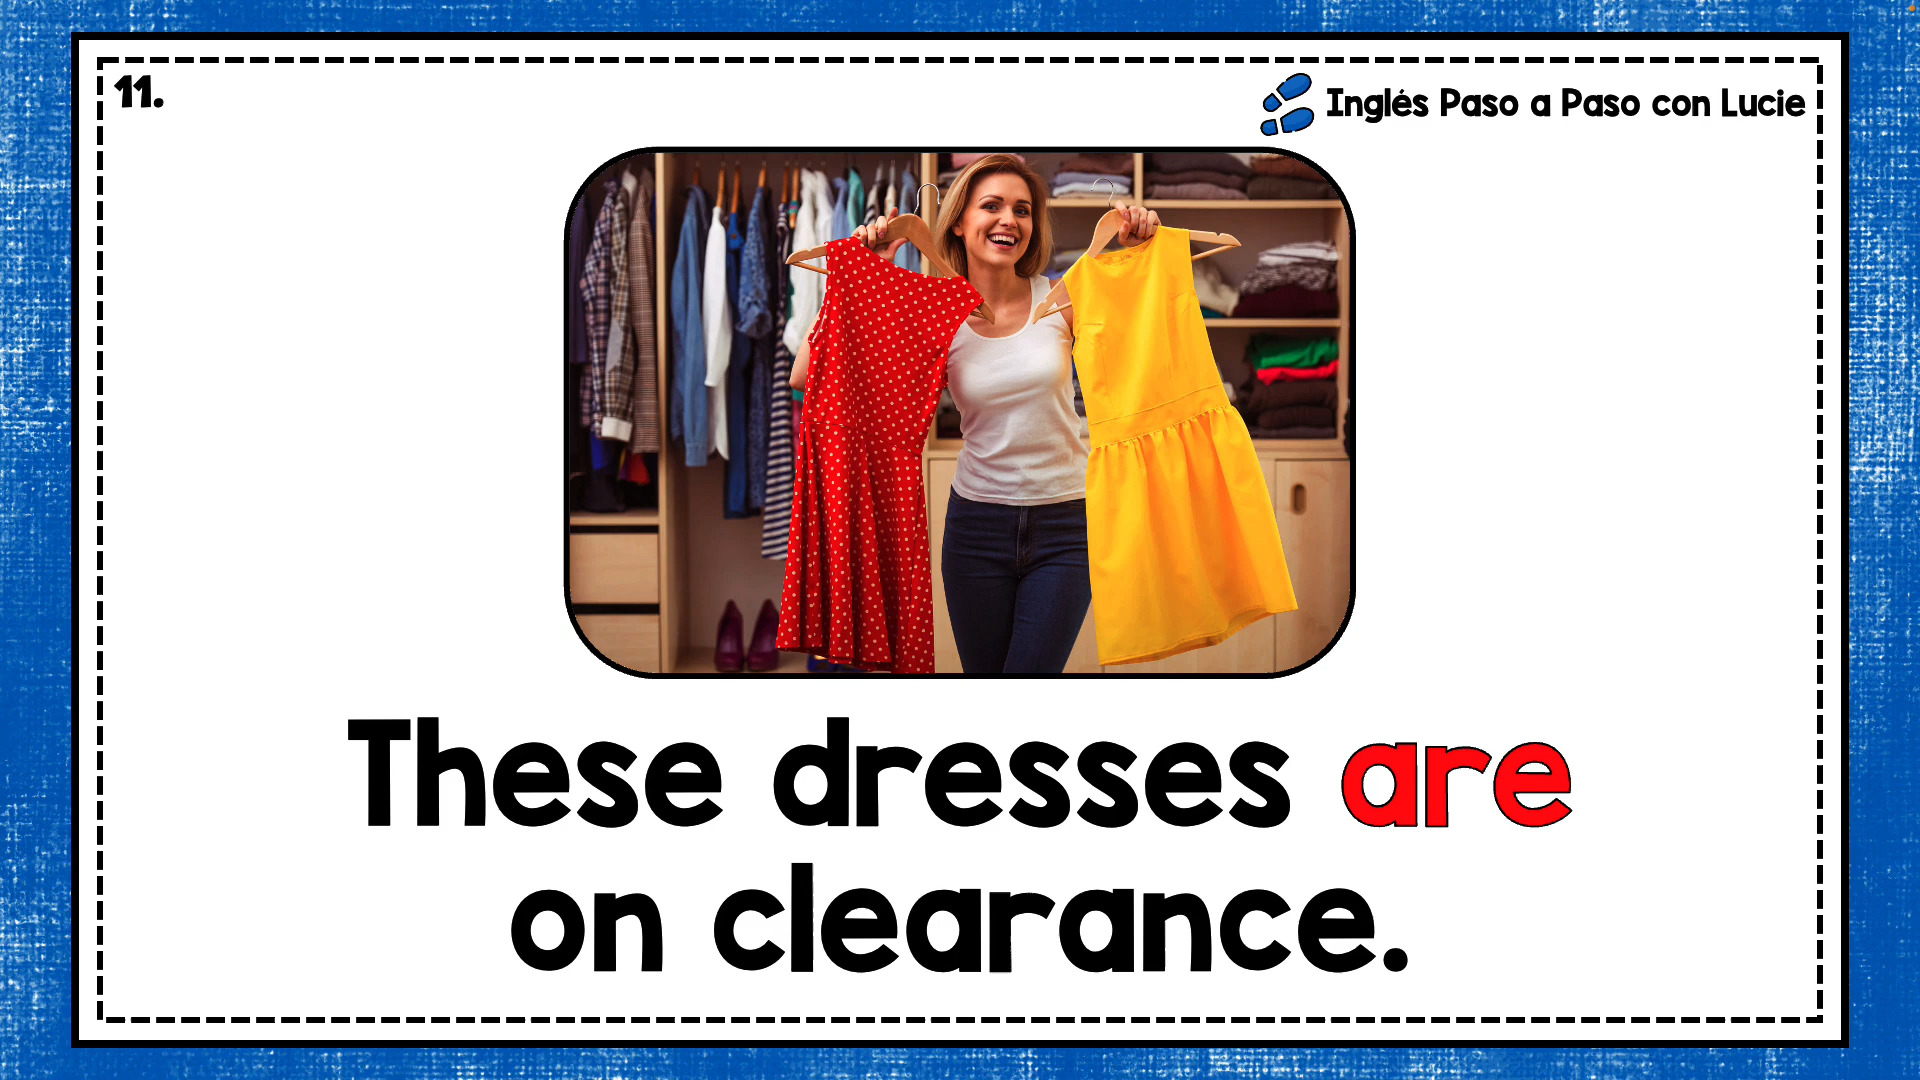 11.
Inglés Paso a Paso con Lucie
These dresses are
on clearance.